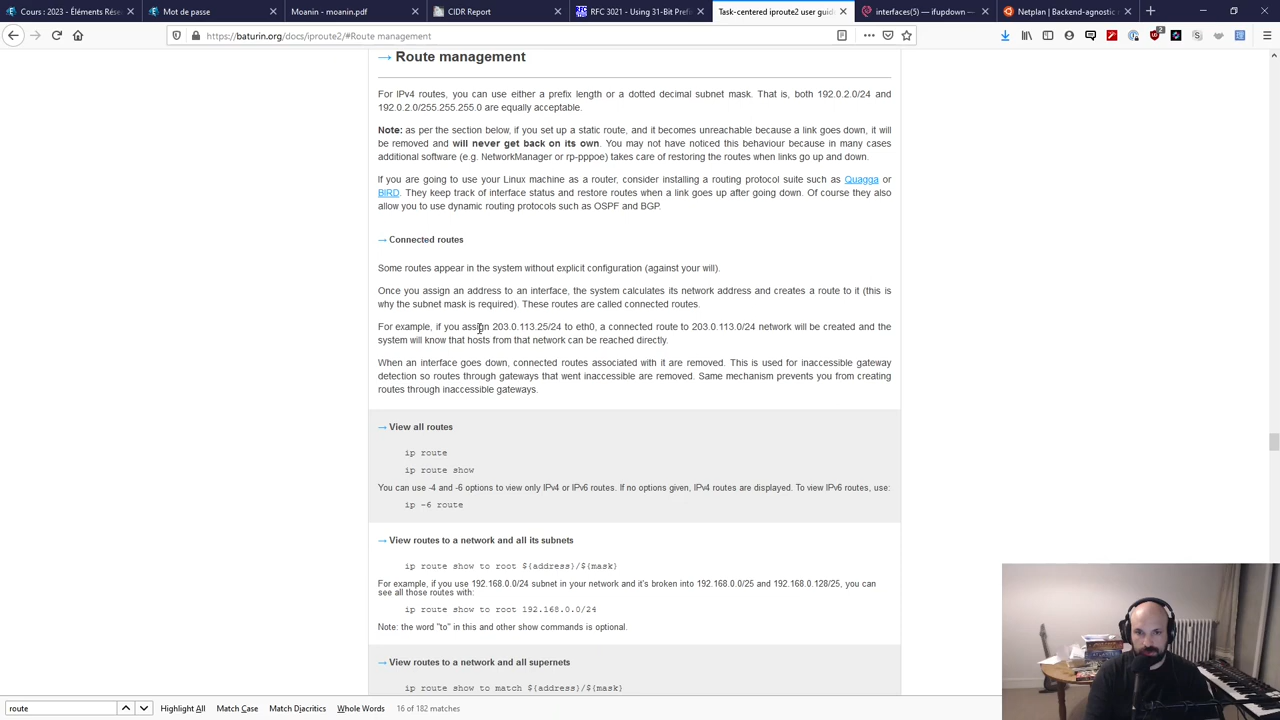 Cours : 2023 - Éléments Réseau
Mot de passe
Moanin - moanin.pdf
CIDR Report
RFC 3021 - Using 31-Bit Prefi
Task-centered iproute2 user guid
interfaces(5) — ifupdown —
Netplan | Backend-agnostic n
https://baturin.org/docs/iproute2/#Route management
→ Route management
For IPv4 routes, you can use either a prefix length or a dotted decimal subnet mask. That is, both 192.0.2.0/24 and
192.0.2.0/255.255.255.0 are equally acceptable.
Note: as per the section below, if you set up a static route, and it becomes unreachable because a link goes down, it will
be removed and will never get back on its own. You may not have noticed this behaviour because in many cases
additional software (e.g. NetworkManager or rp-pppoe) takes care of restoring the routes when links go up and down.
If you are going to use your Linux machine as a router, consider installing a routing protocol suite such as Quagga or
BIRD. They keep track of interface status and restore routes when a link goes up after going down. Of course they also
allow you to use dynamic routing protocols such as OSPF and BGP.
→ Connected routes
Some routes appear in the system without explicit configuration (against your will).
Once you assign an address to an interface, the system calculates its network address and creates a route to it (this is
why the subnet mask is required). These routes are called connected routes.
For example, if you assign 203.0.113.25/24 to eth0, a connected route to 203.0.113.0/24 network will be created and the
system will know that hosts from that network can be reached directly.
When an interface goes down, connected routes associated with it are removed. This is used for inaccessible gateway
detection so routes through gateways that went inaccessible are removed. Same mechanism prevents you from creating
routes through inaccessible gateways.
→ View all routes
ip route
ip route show
You can use -4 and -6 options to view only IPv4 or IPv6 routes. If no options given, IPv4 routes are displayed. To view IPv6 routes, use:
ip -6 route
→ View routes to a network and all its subnets
ip route show to root ${address}/${mask}
For example, if you use 192.168.0.0/24 subnet in your network and it's broken into 192.168.0.0/25 and 192.168.0.128/25, you can
see all those routes with:
ip route show to root 192.168.0.0/24
Note: the word "to" in this and other show commands is optional.
→ View routes to a network and all supernets
ip route show to match ${address}/${mask}
route
Highlight All
Match Case
Match Diacritics
Whole Words
16 of 182 matches